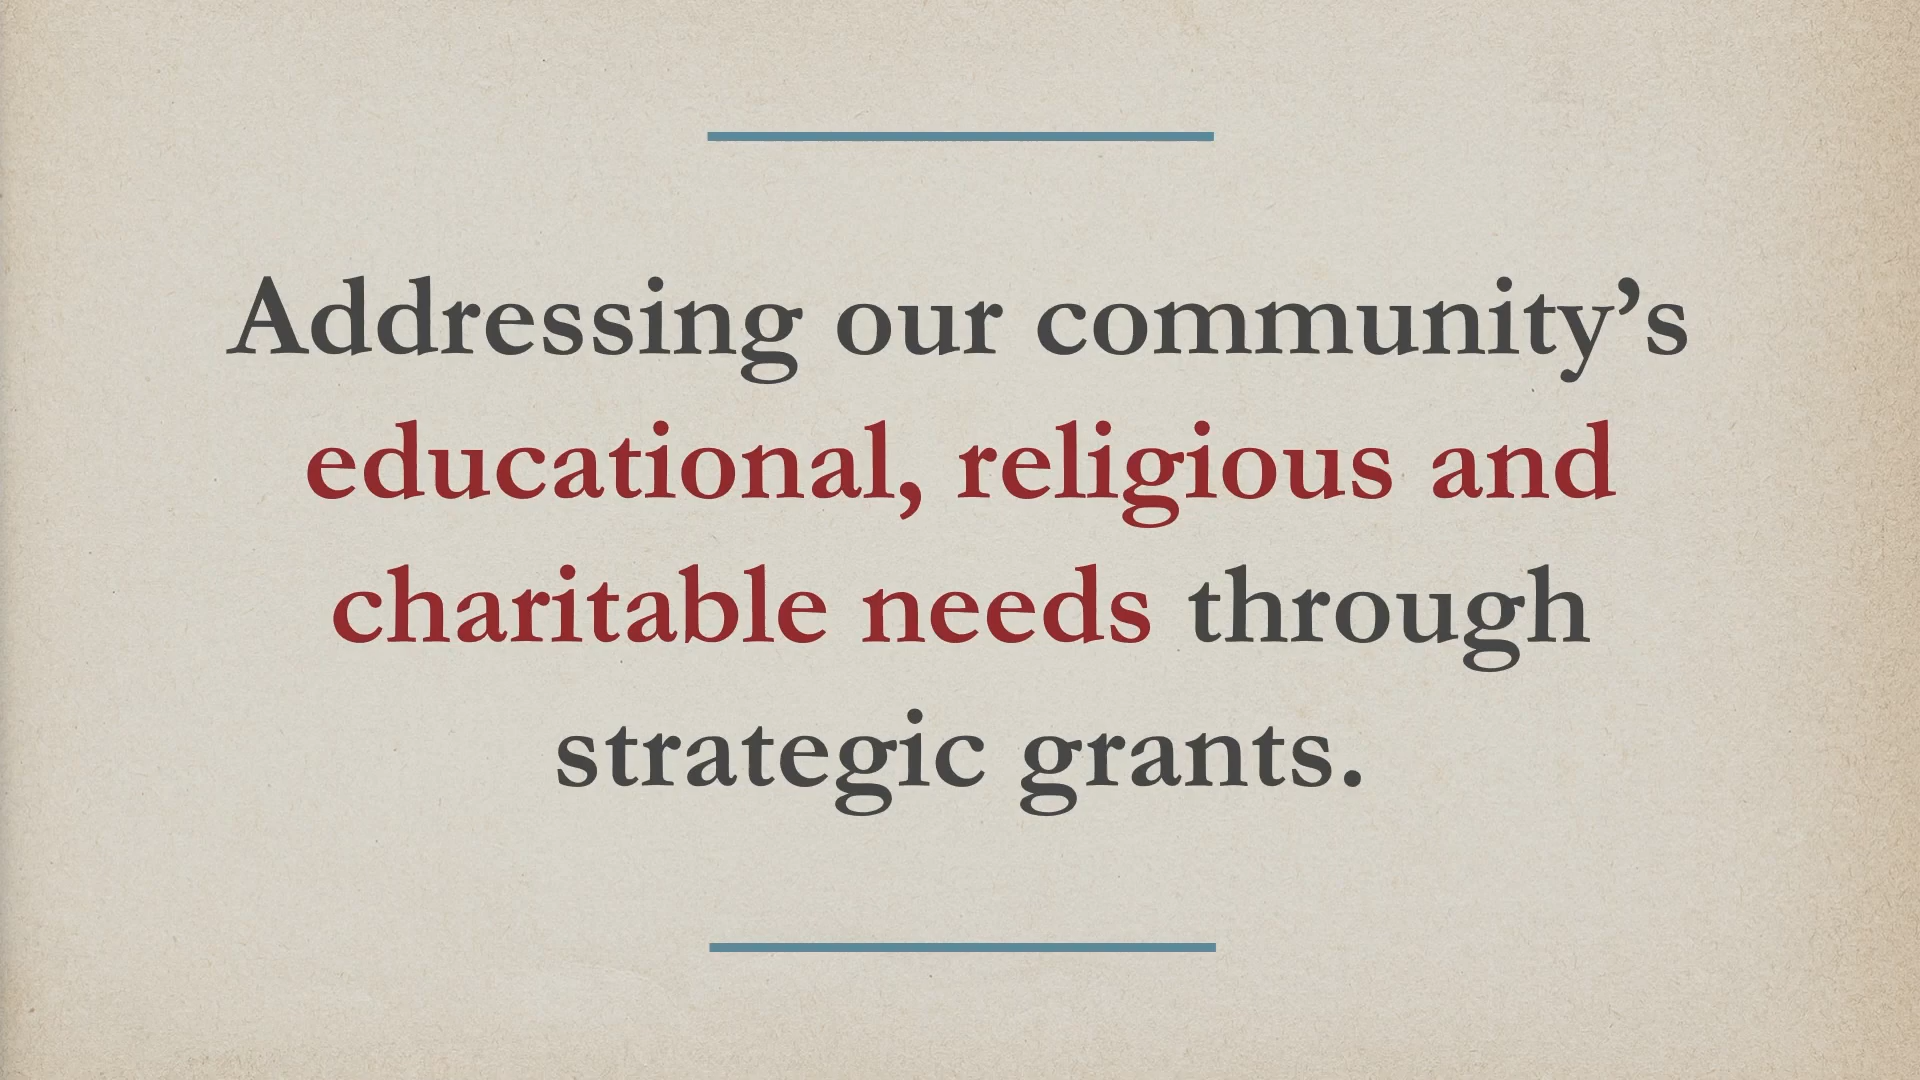 Addressing our community’s
educational, religious and
charitable needs through
strategic grants.